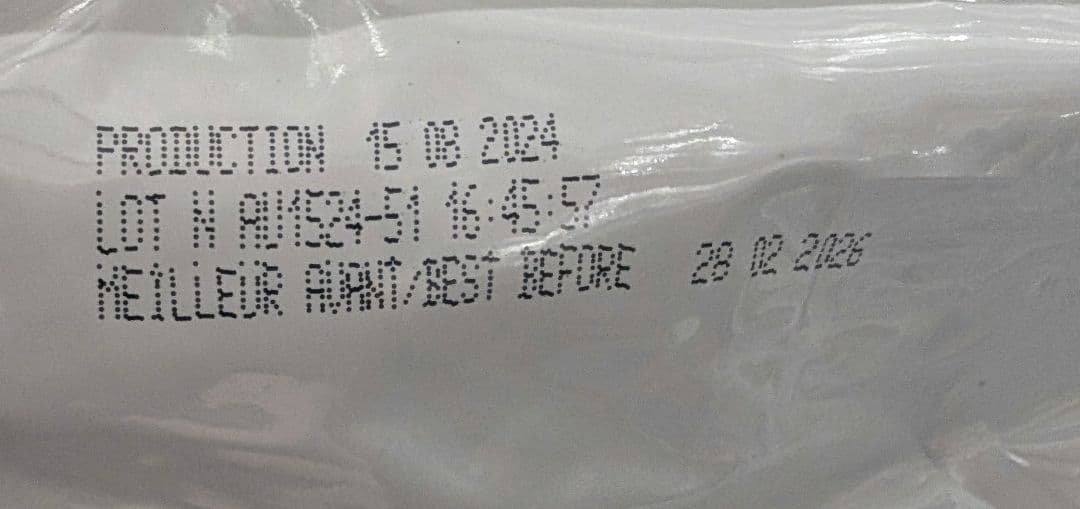 PRODUCTION 15 08 2024
LOT N AU1524-51 16:45:57
MEILLEUR AVANT/BEST BEFORE 28 02 2026